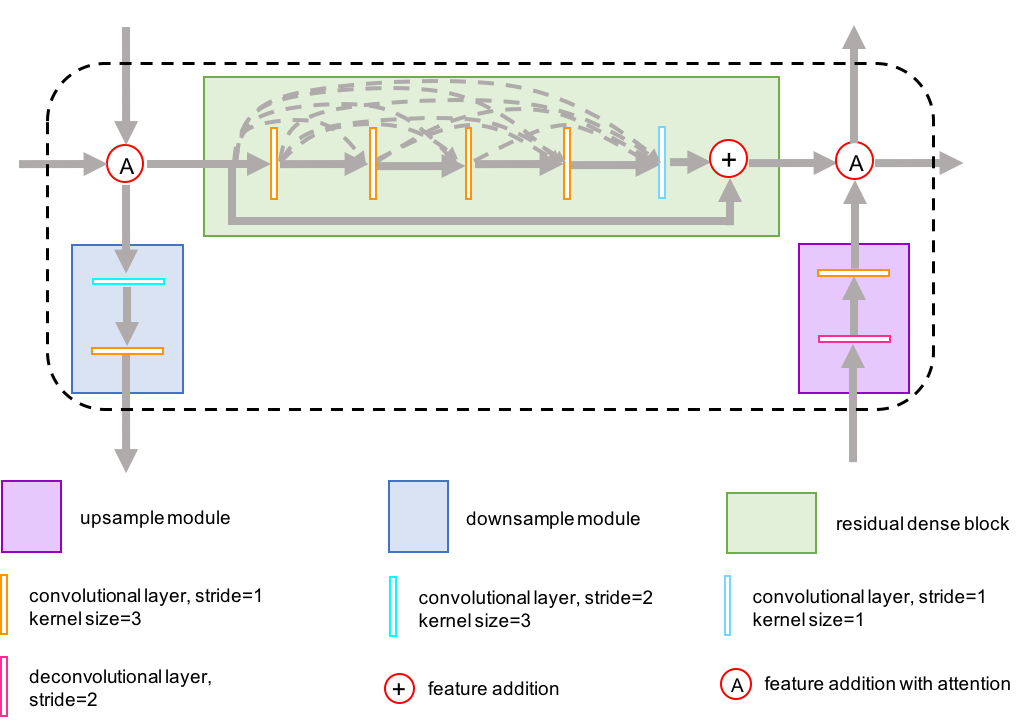 A
+
A
upsample module
downsample module
residual dense block
convolutional layer, stride=1
kernel size=3
convolutional layer, stride=2
kernel size=3
convolutional layer, stride=1
kernel size=1
deconvolutional layer,
stride=2
+
feature addition
A
feature addition with attention